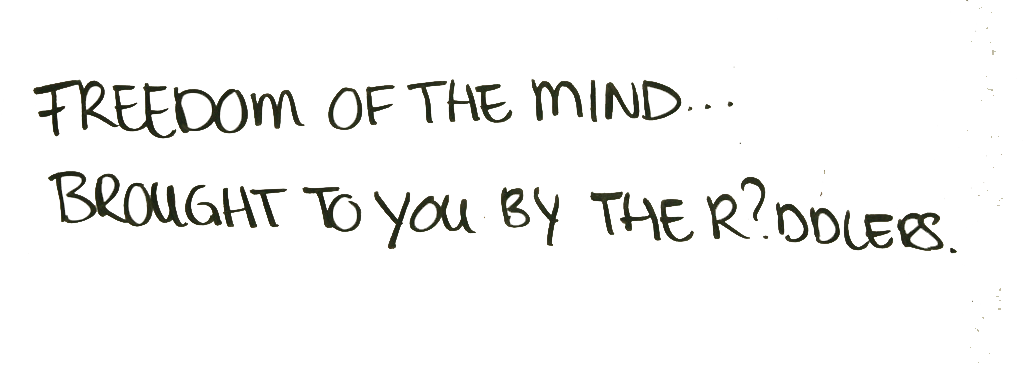 FREEDOM OF THE MIND...
BROUGHT TO YOU BY THE R?DDLERS.